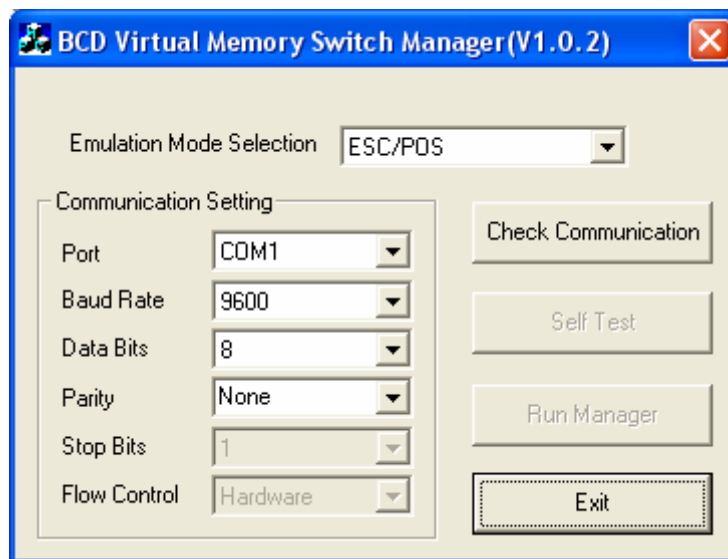 BCD Virtual Memory Switch Manager(V1.0.2)
Emulation Mode Selection ESC/POS
Communication Setting
Port COM1
Baud Rate 9600
Data Bits 8
Parity None
Stop Bits 1
Flow Control Hardware
Check Communication
Self Test
Run Manager
Exit